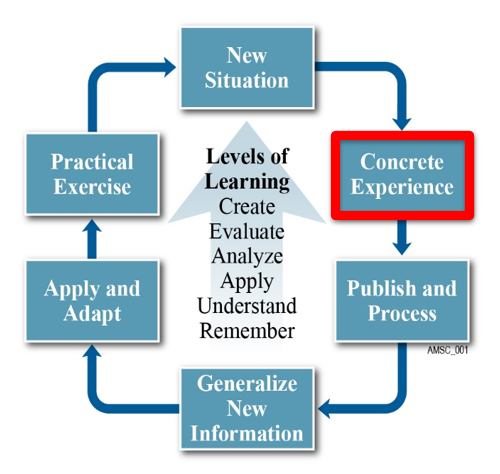 New
Situation
Concrete
Experience
Publish and
Process
AMSC_001
Generalize
New
Information
Apply and
Adapt
Practical
Exercise
Levels of
Learning
Create
Evaluate
Analyze
Apply
Understand
Remember